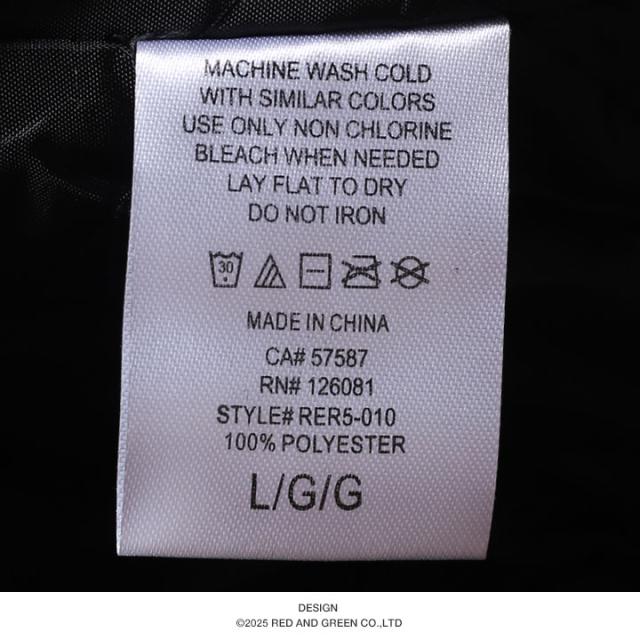 MACHINE WASH COLD
WITH SIMILAR COLORS
USE ONLY NON CHLORINE
BLEACH WHEN NEEDED
LAY FLAT TO DRY
DO NOT IRON
30
MADE IN CHINA
CA# 57587
RN# 126081
STYLE# RER5-010
100% POLYESTER
L/G/G
DESIGN
©2025 RED AND GREEN CO.,LTD